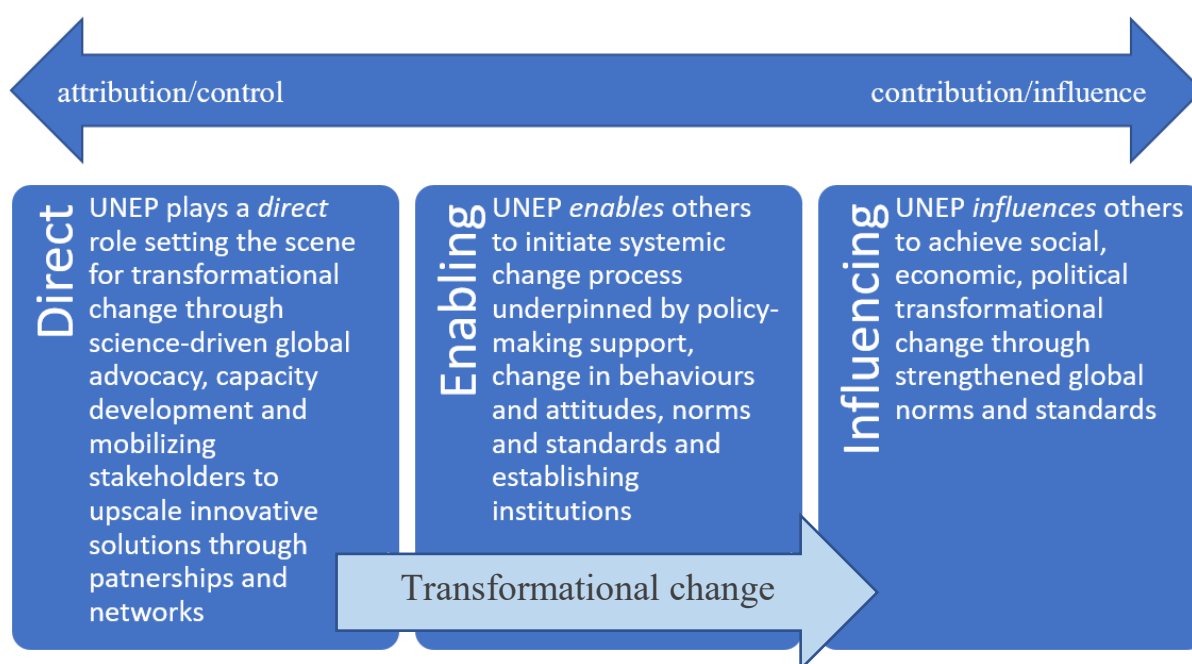 attribution/control
contribution/influence
Direct
UNEP plays a direct
role setting the scene
for transformational
change through
science-driven global
advocacy, capacity
development and
mobilizing
stakeholders to
upscale innovative
solutions through
patnerships and
networks
Enabling
UNEP enables others
to initiate systemic
change process
underpinned by policy-
making support,
change in behaviours
and attitudes, norms
and standards and
establishing
institutions
Influencing
UNEP influences others
to achieve social,
economic, political
transformational
change through
strengthened global
norms and standards
Transformational change